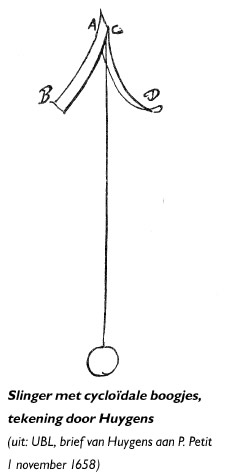 A C
B D
Slinger met cycloïdale boogjes,
tekening door Huygens
(uit: UBL, brief van Huygens aan P. Petit
1 november 1658)